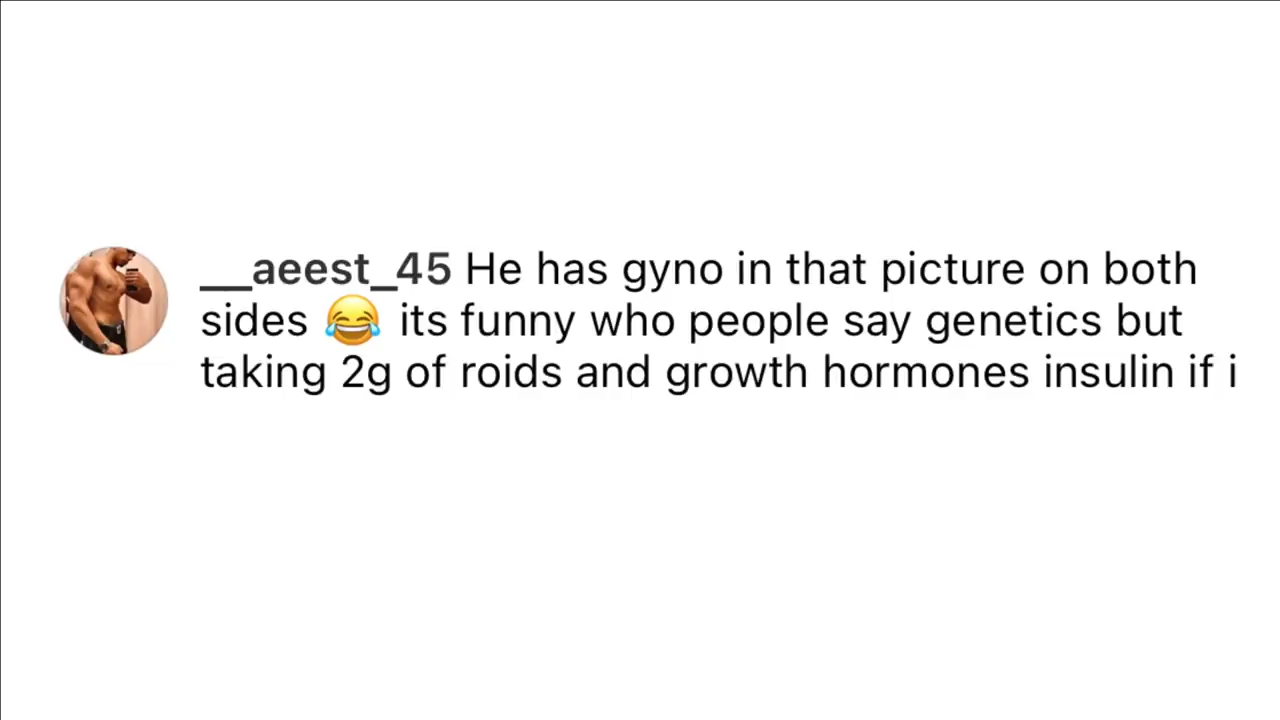 __aeest_45 He has gyno in that picture on both
sides 😂 its funny who people say genetics but
taking 2g of roids and growth hormones insulin if i